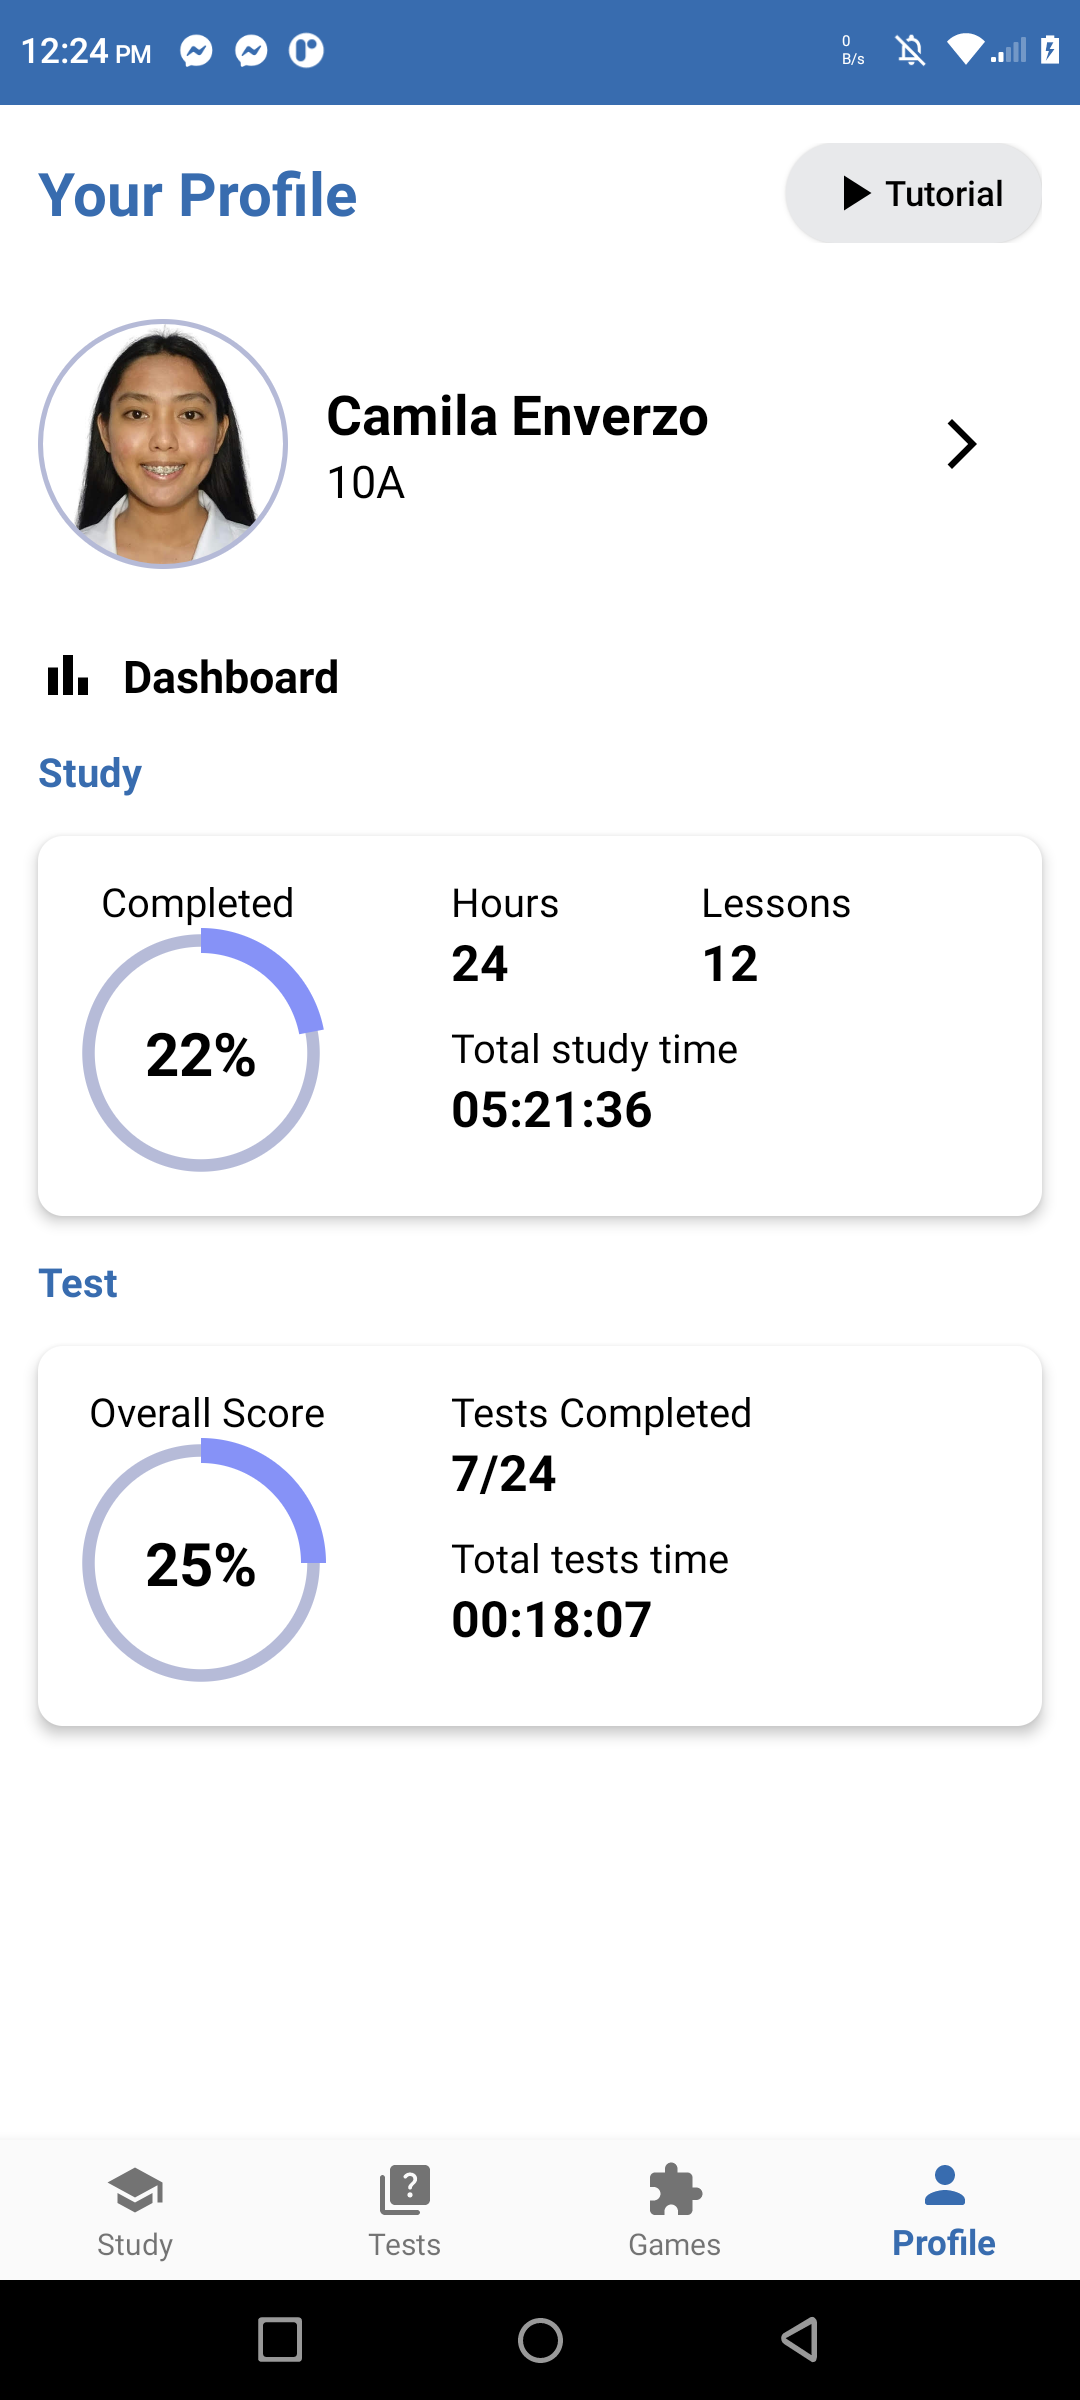 12:24 PM
0
B/s
Your Profile
Tutorial
Camila Enverzo
10A
Dashboard
Study
Completed
22%
Hours
24
Lessons
12
Total study time
05:21:36
Test
Overall Score
25%
Tests Completed
7/24
Total tests time
00:18:07
Study
? Tests
Games
Profile